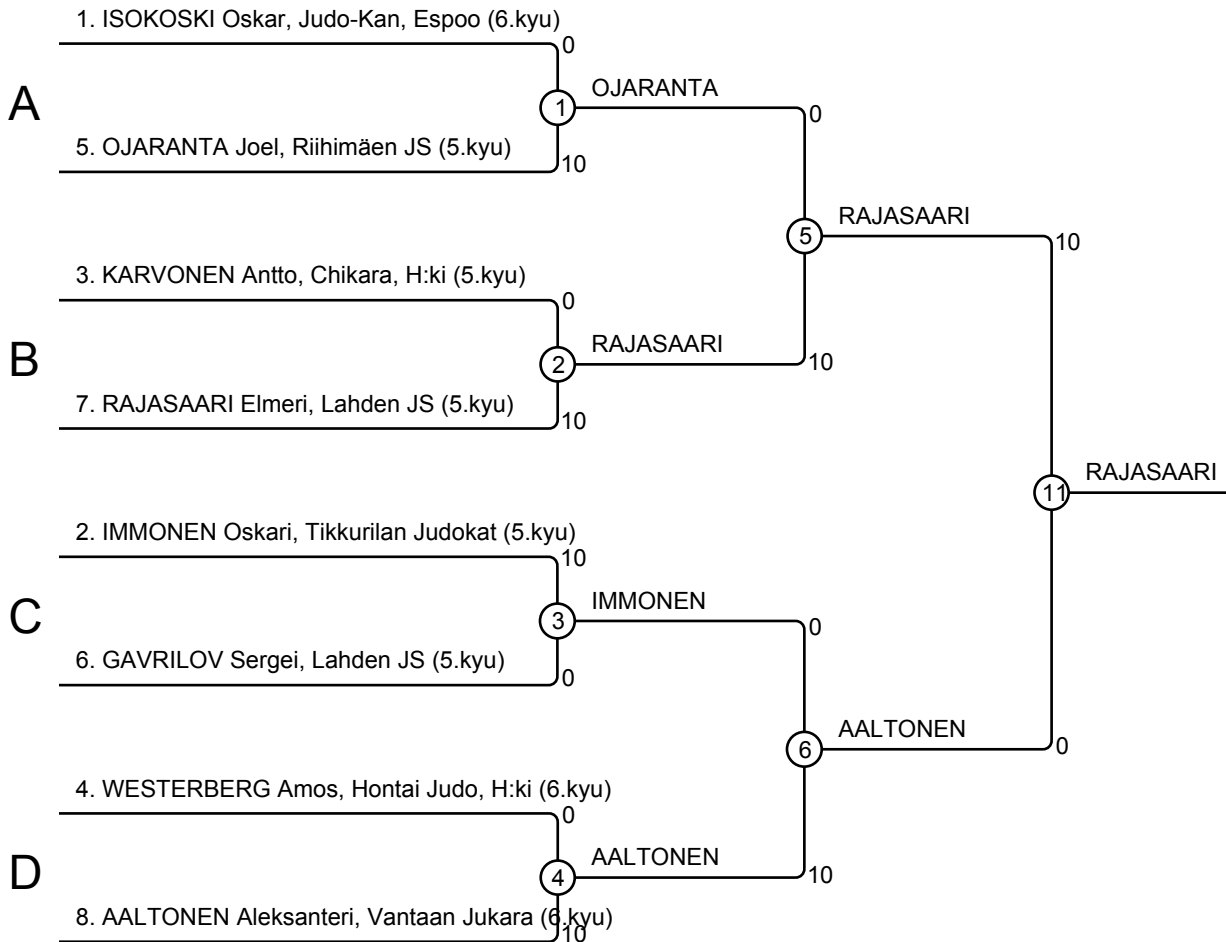 1. ISOKOSKI Oskar, Judo-Kan, Espoo (6.kyu)
0
A
1
OJARANTA
0
5. OJARANTA Joel, Riihimäen JS (5.kyu)
10
5
RAJASAARI
10
3. KARVONEN Antto, Chikara, H:ki (5.kyu)
0
B
2
RAJASAARI
10
7. RAJASAARI Elmeri, Lahden JS (5.kyu)
10
11
RAJASAARI
2. IMMONEN Oskari, Tikkurilan Judokat (5.kyu)
10
C
3
IMMONEN
0
6. GAVRILOV Sergei, Lahden JS (5.kyu)
0
6
AALTONEN
0
4. WESTERBERG Amos, Hontai Judo, H:ki (6.kyu)
0
D
4
AALTONEN
10
8. AALTONEN Aleksanteri, Vantaan Jukara (6.kyu)
10